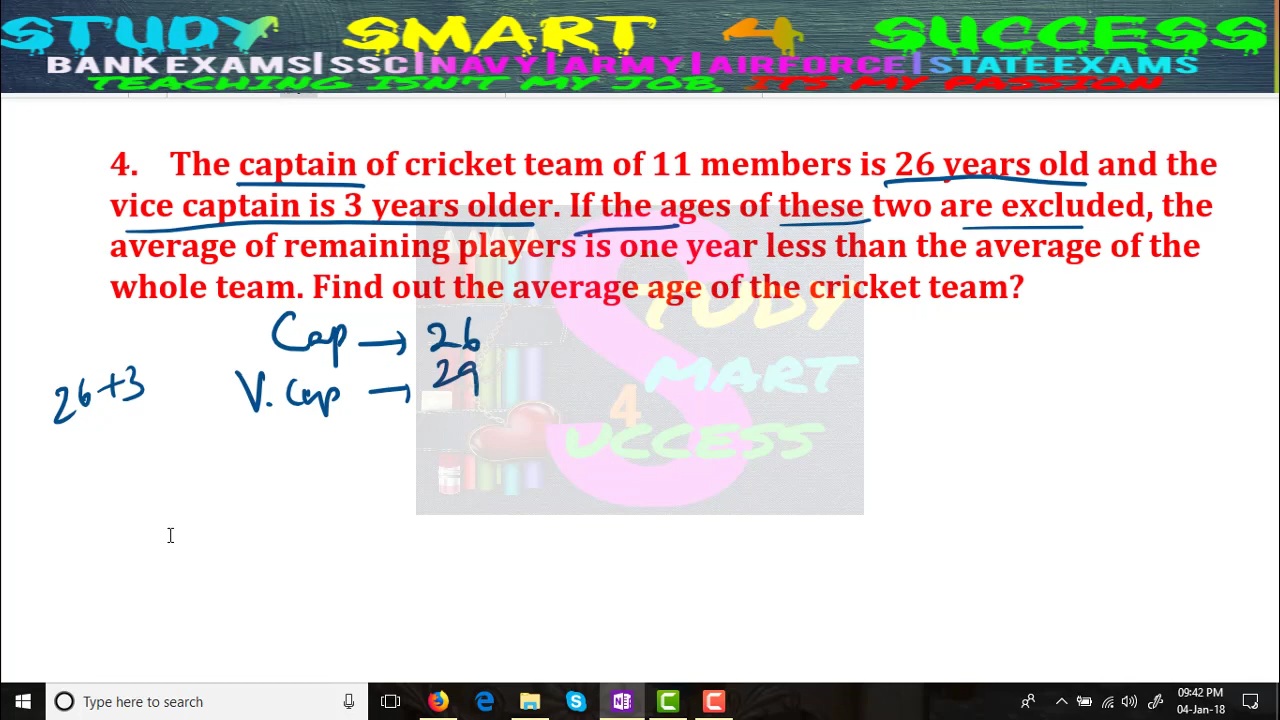 STUDY SMART 4 SUCCESS
BANK EXAMS|SSC|NAVY|ARMY|AIRFORCE|STATE EXAMS
TEACHING ISN'T MY JOB, IT'S MY PASSION
4. The captain of cricket team of 11 members is 26 years old and the
vice captain is 3 years older. If the ages of these two are excluded, the
average of remaining players is one year less than the average of the
whole team. Find out the average age of the cricket team?
Cap → 26
26+3 V. Cap → 29
STUDY
MART
4
UCCESS
Type here to search
09:42 PM
04-Jan-18